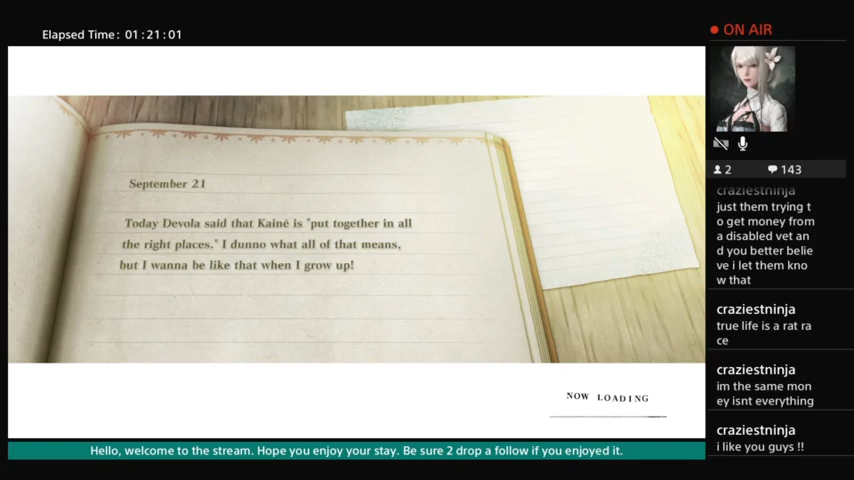 Elapsed Time: 01:21:01
ON AIR
2
143
September 21
Today Devola said that Kainé is "put together in all
the right places." I dunno what all of that means,
but I wanna be like that when I grow up!
NOW LOADING
Hello, welcome to the stream. Hope you enjoy your stay. Be sure 2 drop a follow if you enjoyed it.
craziestninja
just them trying t
o get money from
a disabled vet an
d you better belie
ve i let them kno
w that
craziestninja
true life is a rat ra
ce
craziestninja
im the same mon
ey isnt everything
craziestninja
i like you guys !!